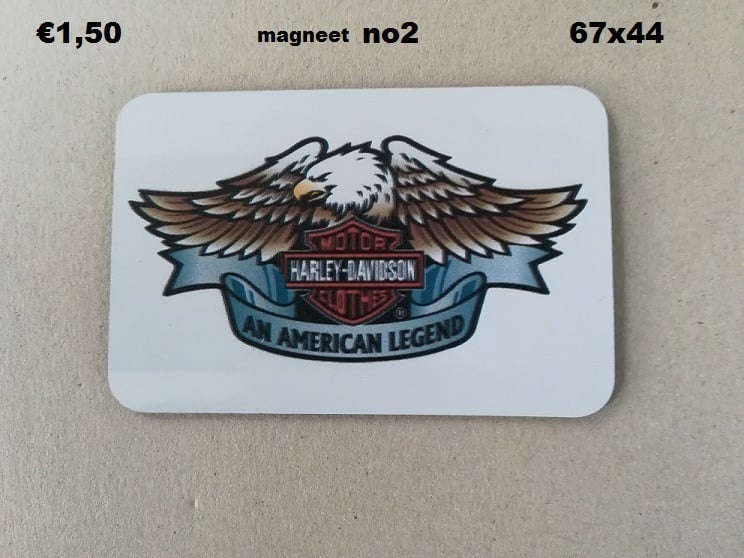 €1,50 magneet no2 67x44
MOTOR
HARLEY-DAVIDSON
CLOTHES
®
AN AMERICAN LEGEND